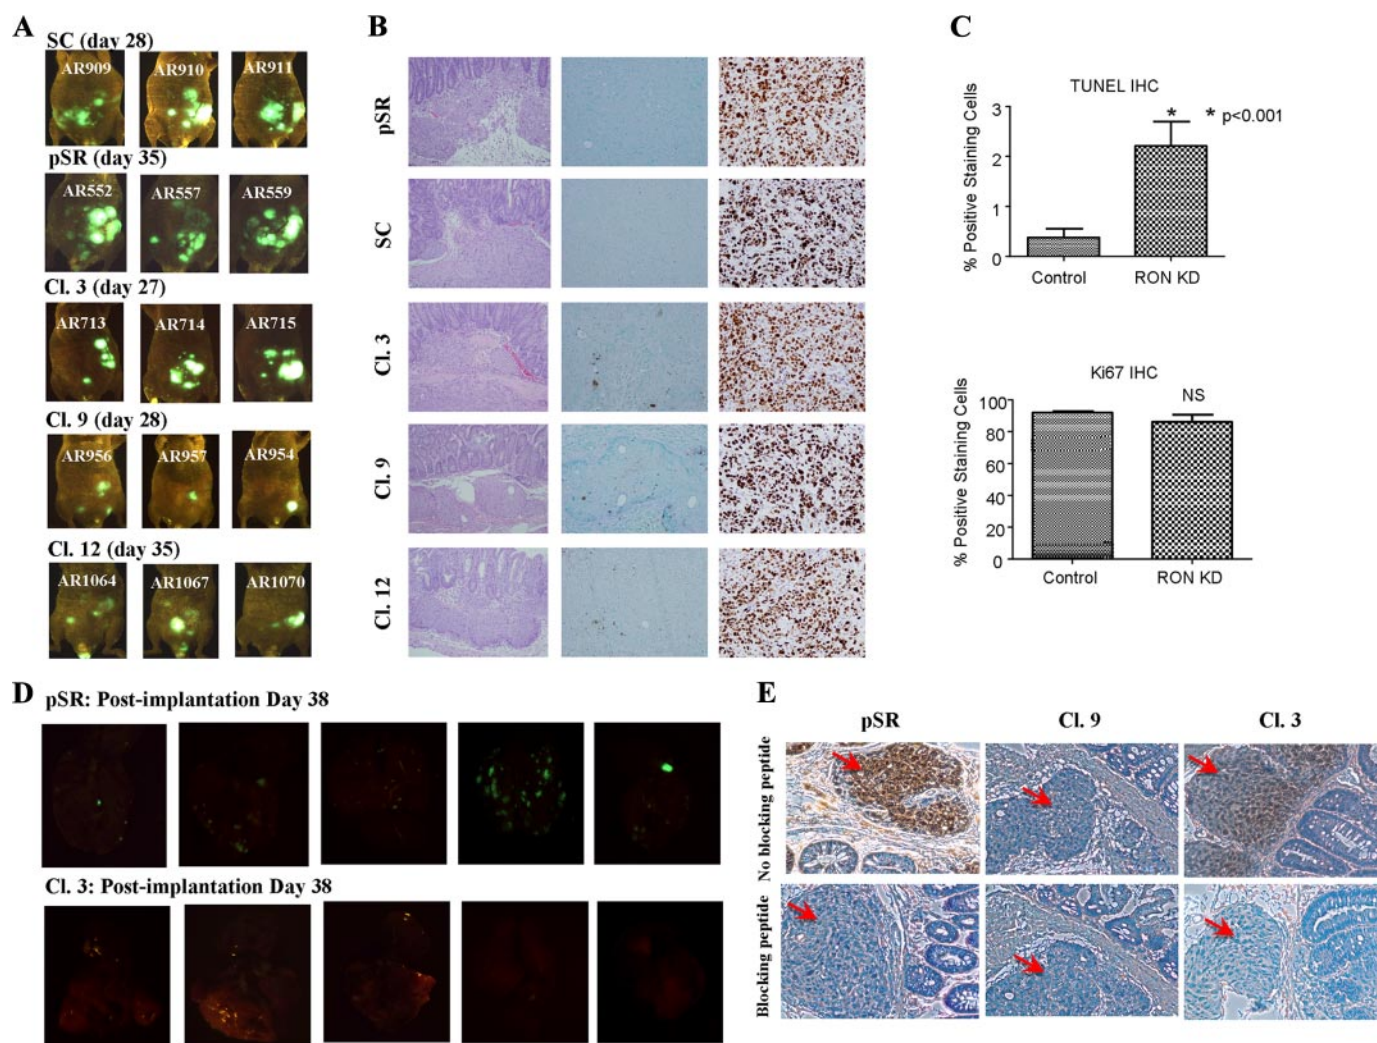 A
SC (day 28)
AR909 AR910 AR911
pSR (day 35)
AR552 AR557 AR559
Cl. 3 (day 27)
AR713 AR714 AR715
Cl. 9 (day 28)
AR956 AR957 AR954
Cl. 12 (day 35)
AR1064 AR1067 AR1070
B
pSR
SC
Cl. 3
Cl. 9
Cl. 12
C
TUNEL IHC
* * p<0.001
% Positive Staining Cells
3
2
1
0
Control RON KD
Ki67 IHC
NS
% Positive Staining Cells
100
80
60
40
20
0
Control RON KD
D
pSR: Post-implantation Day 38
Cl. 3: Post-implantation Day 38
E
pSR Cl. 9 Cl. 3
No blocking peptide
Blocking peptide